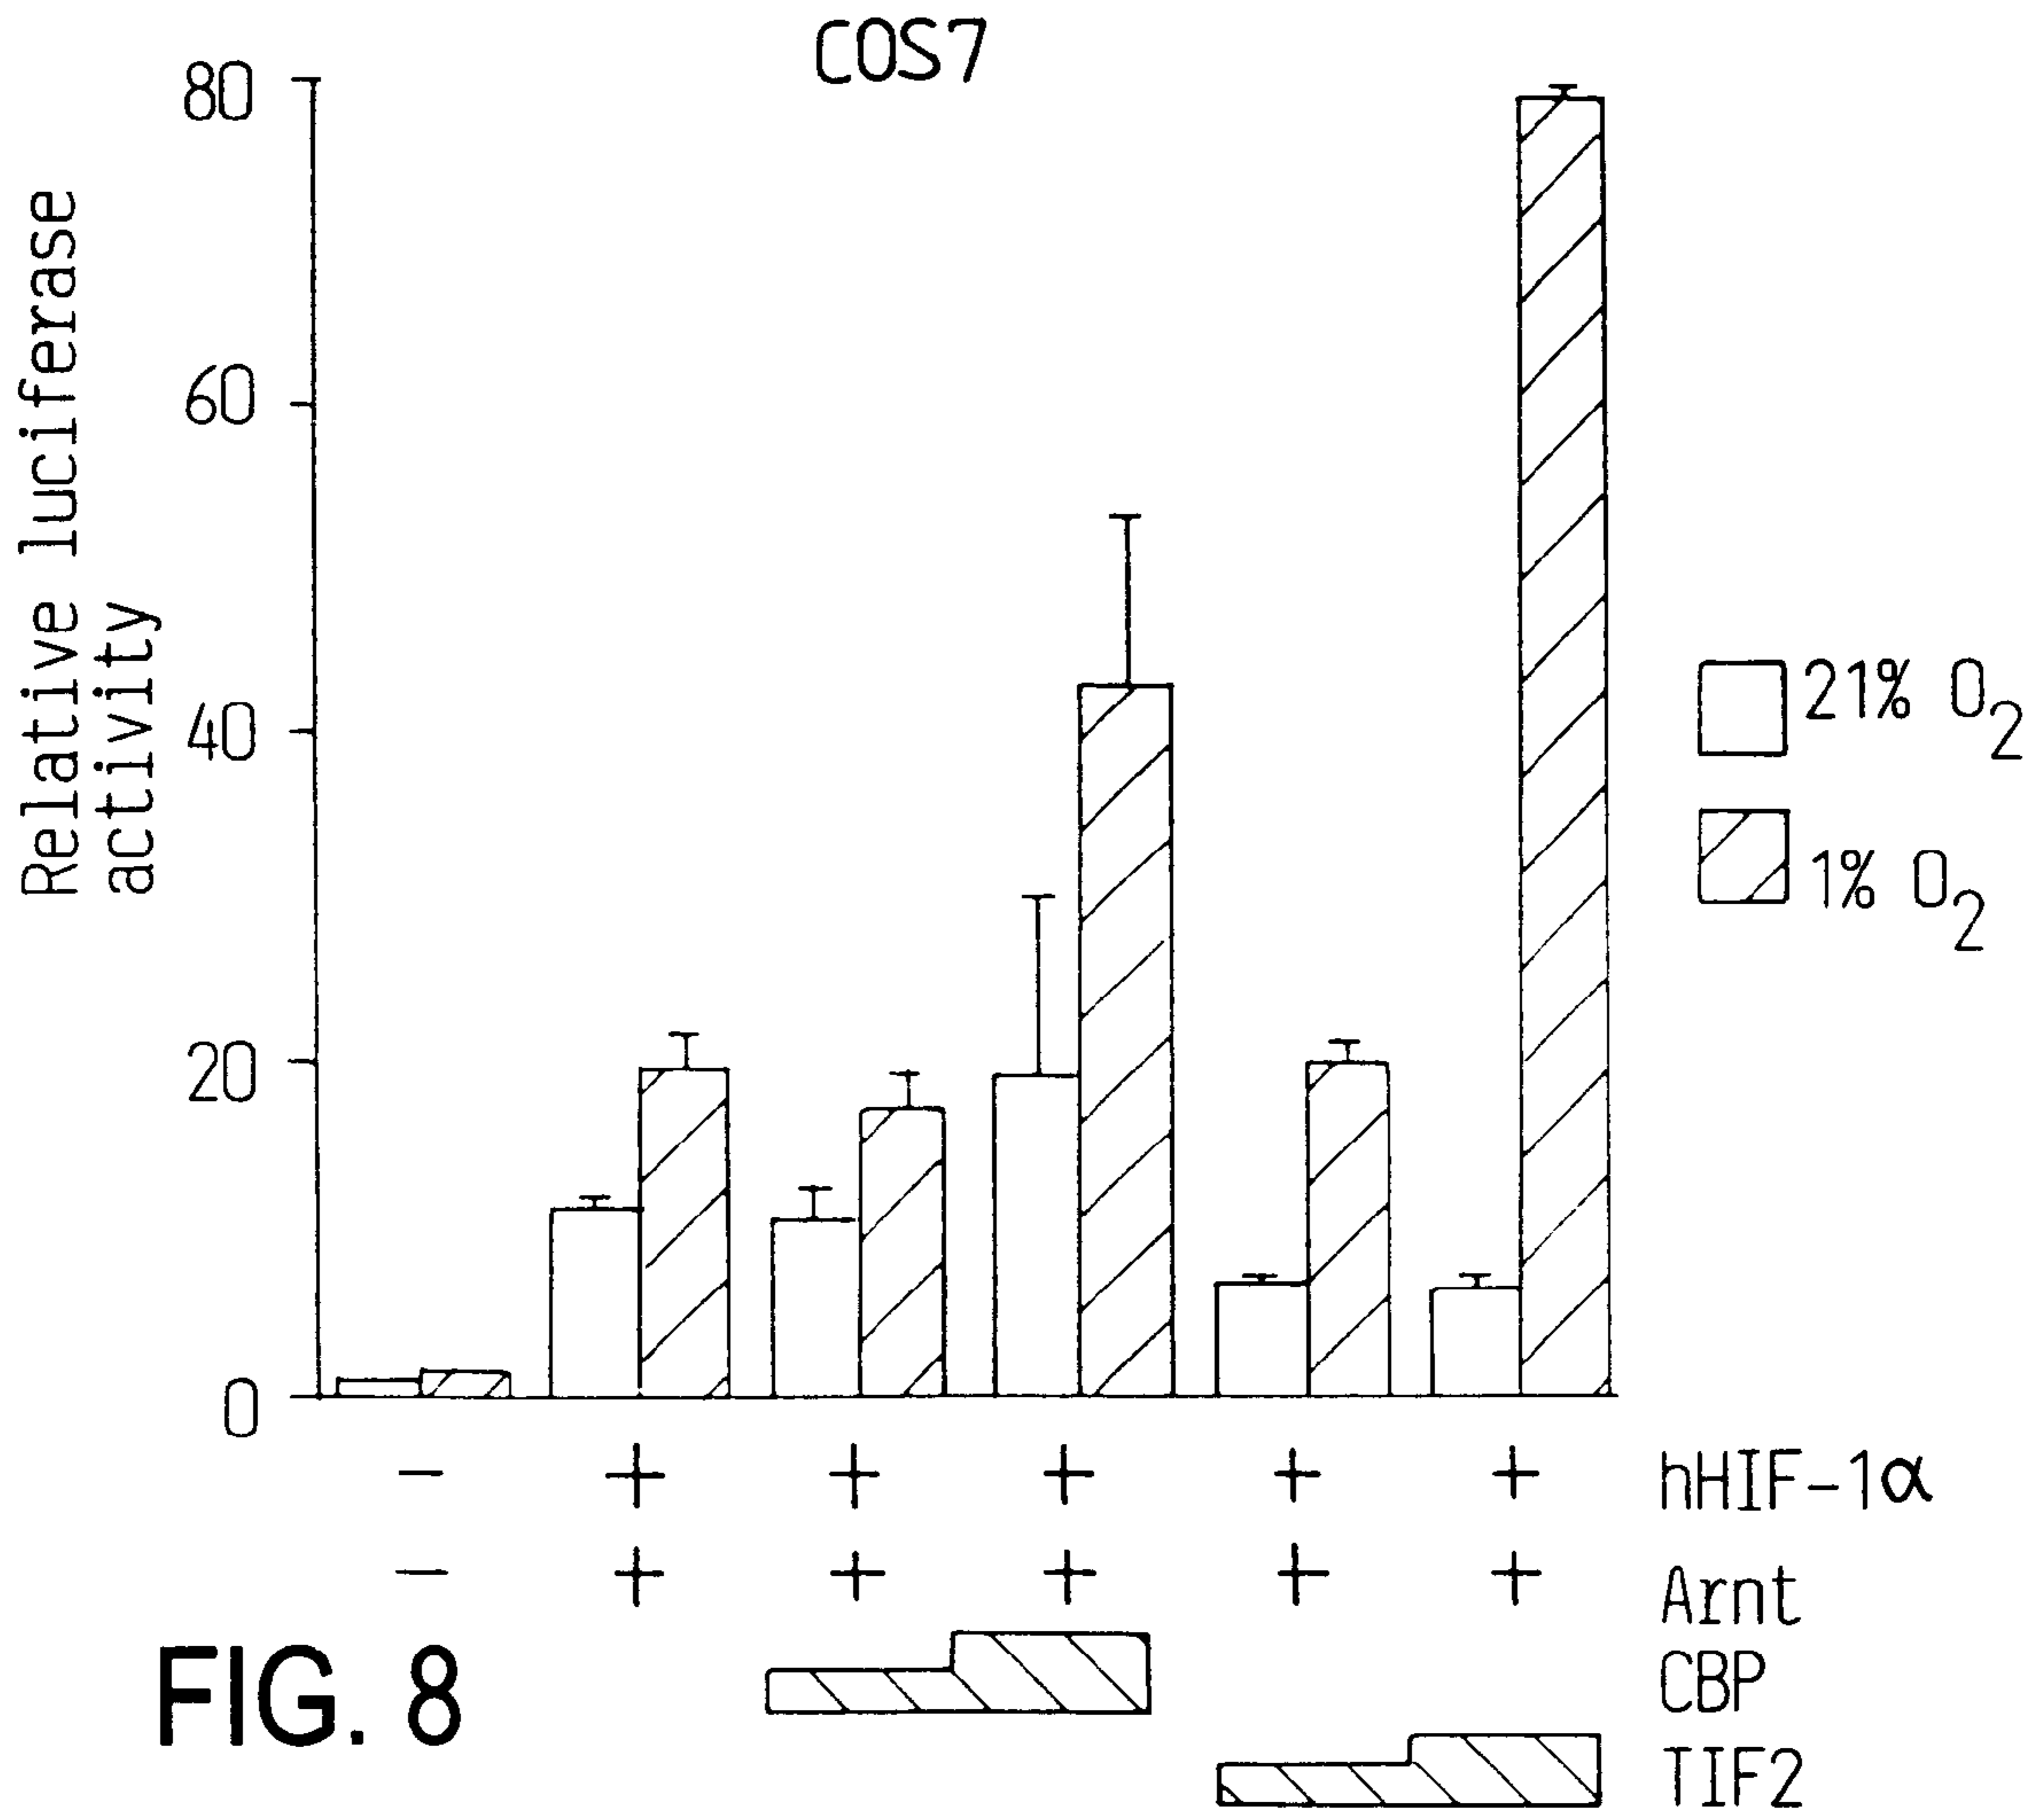 COS7
80
60
40
20
0
Relative luciferase
activity
21% O2
1% O2
− + + + + + hHIF-1α
− + + + + + Arnt
CBP
TIF2
FIG. 8